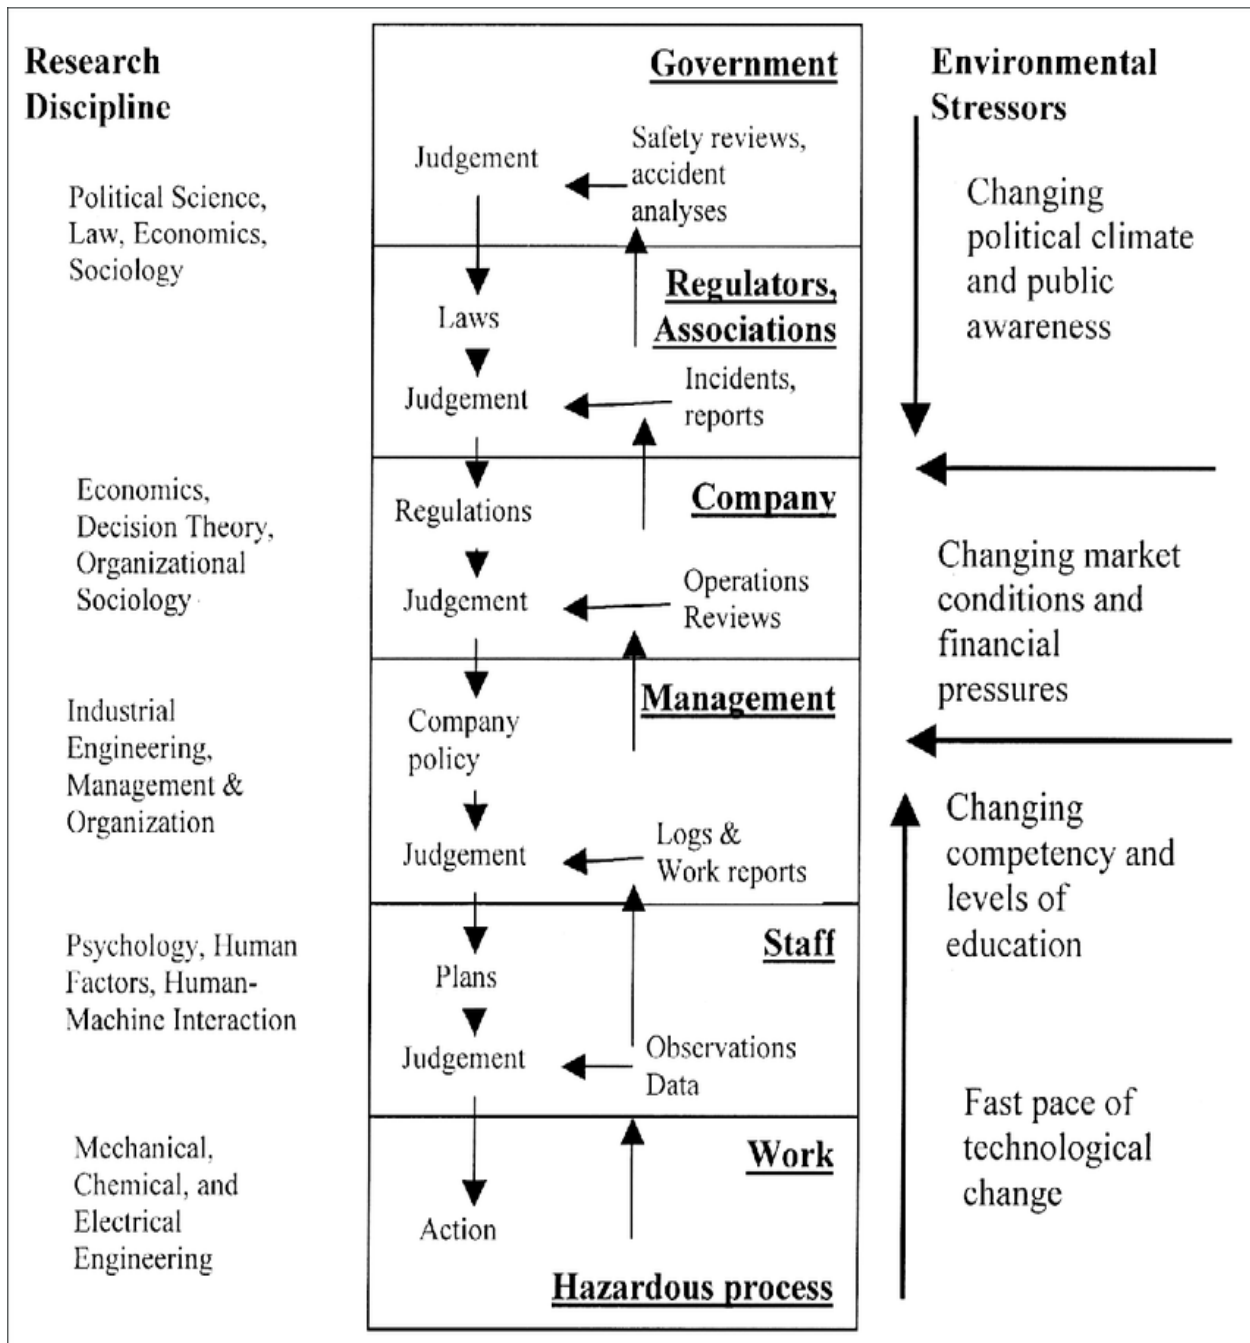 Research
Discipline
Political Science,
Law, Economics,
Sociology
Economics,
Decision Theory,
Organizational
Sociology
Industrial
Engineering,
Management &
Organization
Psychology, Human
Factors, Human-
Machine Interaction
Mechanical,
Chemical, and
Electrical
Engineering
Government
Judgement
Safety reviews,
accident
analyses
Regulators,
Associations
Laws
Judgement
Incidents,
reports
Company
Regulations
Judgement
Operations
Reviews
Management
Company
policy
Judgement
Logs &
Work reports
Staff
Plans
Judgement
Observations
Data
Work
Action
Hazardous process
Environmental
Stressors
Changing
political climate
and public
awareness
Changing market
conditions and
financial
pressures
Changing
competency and
levels of
education
Fast pace of
technological
change